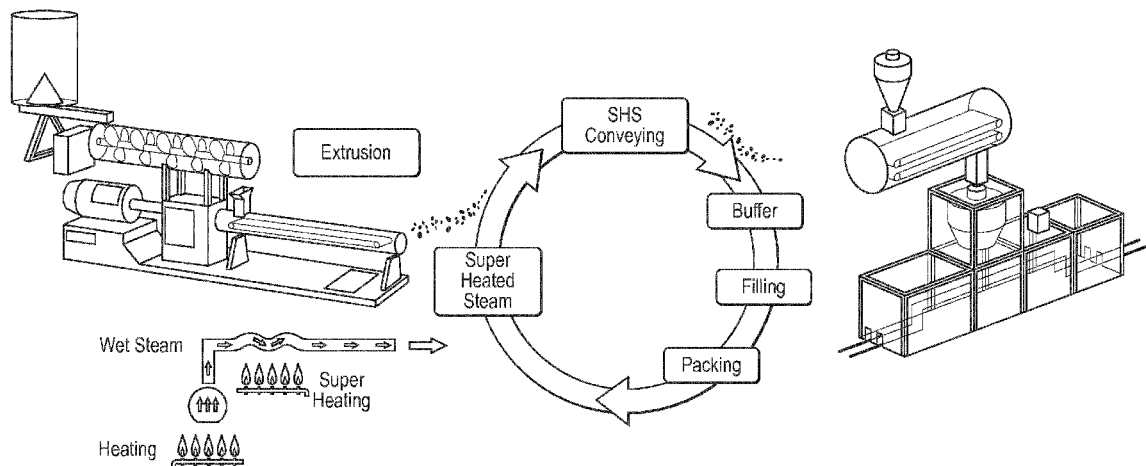 SHS
Conveying
Extrusion
Buffer
Super
Heated
Steam
Filling
Wet Steam
Packing
Super
Heating
Heating